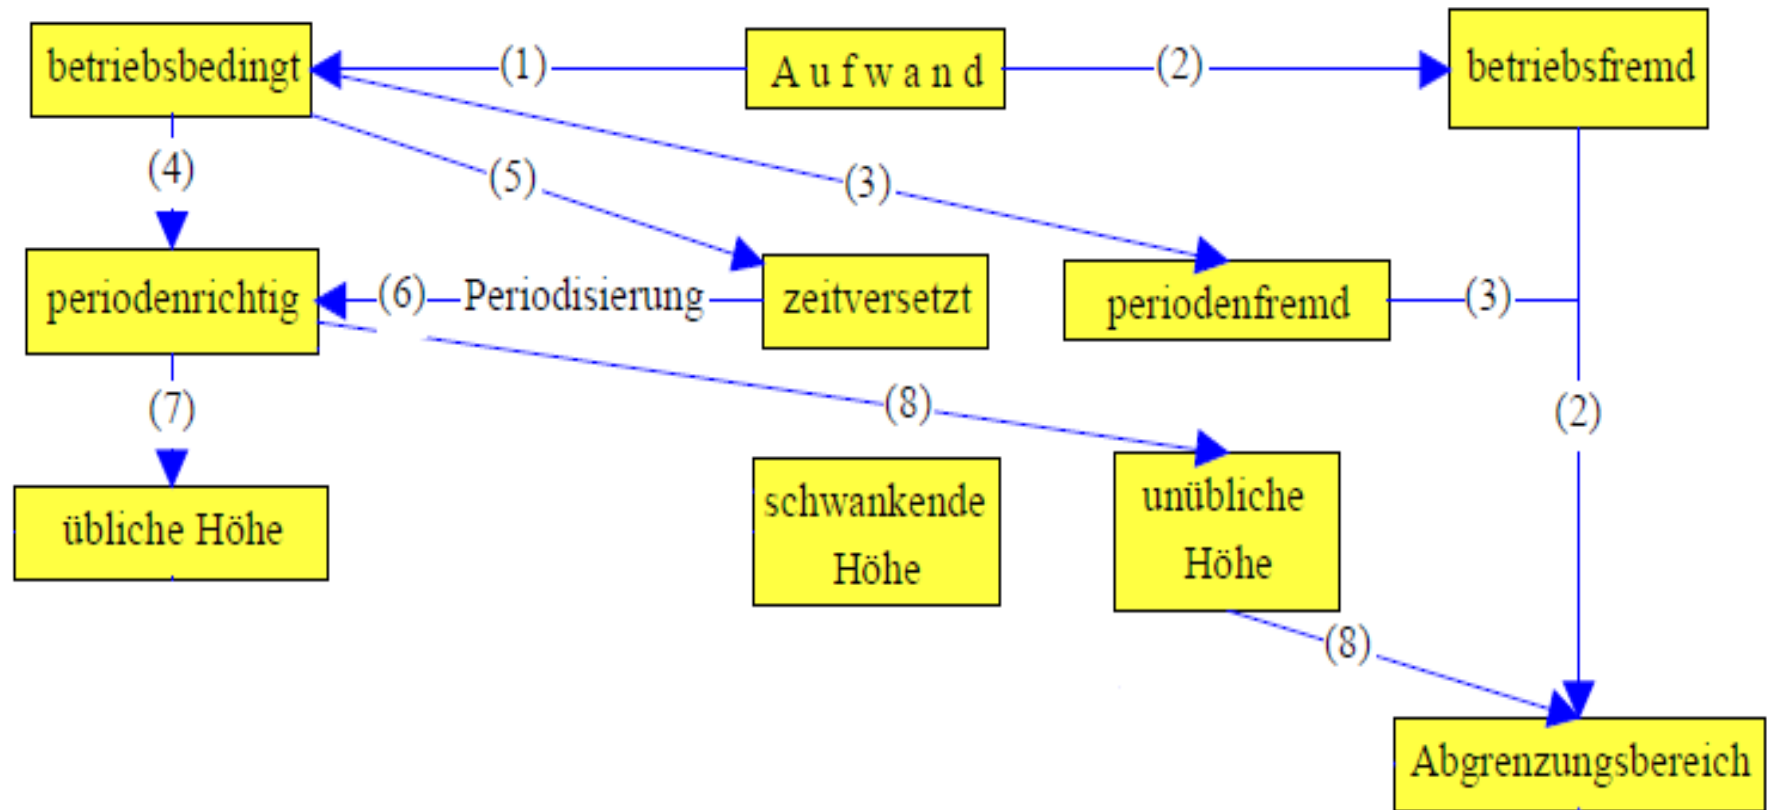 betriebsbedingt (1) A u f w a n d (2) betriebsfremd
(4) (5) (3)
periodenrichtig (6) Periodisierung zeitversetzt periodenfremd (3)
(7) (8) (2)
übliche Höhe
schwankende
Höhe
unübliche
Höhe
(8)
Abgrenzungsbereich